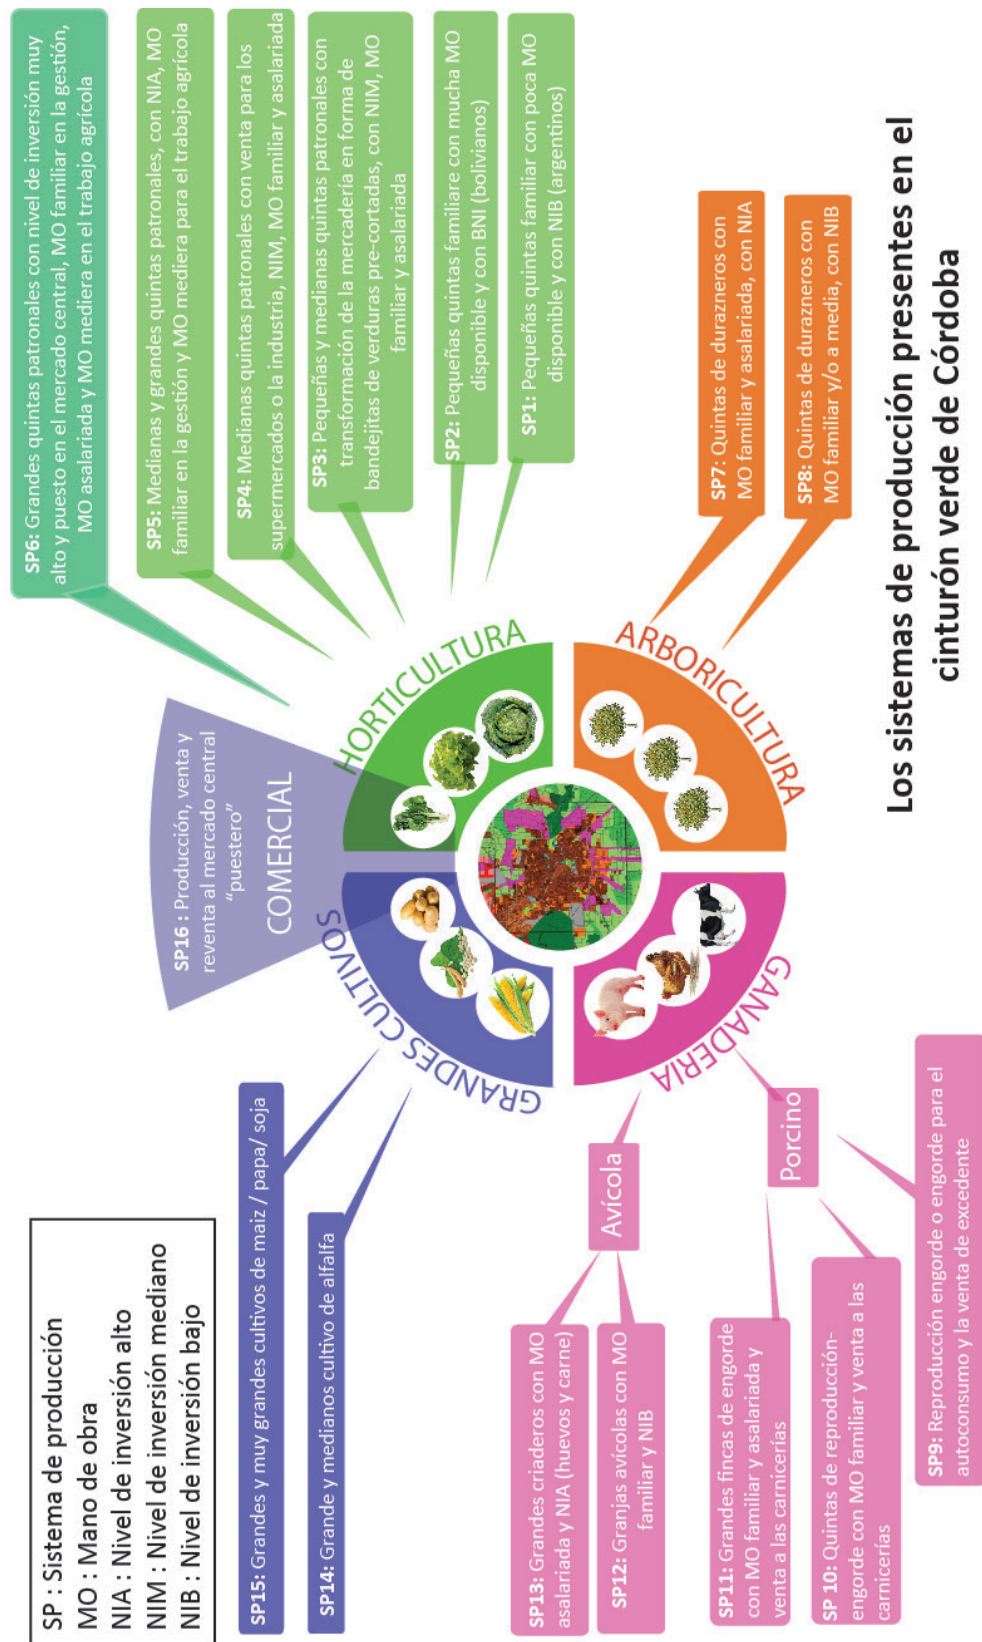 SP : Sistema de producción
MO : Mano de obra
NIA : Nivel de inversión alto
NIM : Nivel de inversión mediano
NIB : Nivel de inversión bajo
SP16 : Producción, venta y
reventa al mercado central
“puestero”
COMERCIAL
SP6: Grandes quintas patronales con nivel de inversión muy
alto y puesto en el mercado central, MO familiar en la gestión,
MO asalariada y MO mediera en el trabajo agrícola
SP5: Medianas y grandes quintas patronales, con NIA, MO
familiar en la gestión y MO mediera para el trabajo agrícola
SP4: Medianas quintas patronales con venta para los
supermercados o la industria, NIM, MO familiar y asalariada
SP3: Pequeñas y medianas quintas patronales con
transformación de la mercadería en forma de
bandejitas de verduras pre-cortadas, con NIM, MO
familiar y asalariada
SP2: Pequeñas quintas familiare con mucha MO
disponible y con BNI (bolivianos)
SP1: Pequeñas quintas familiar con poca MO
disponible y con NIB (argentinos)
HORTICULTURA
GRANDES CULTIVOS
SP15: Grandes y muy grandes cultivos de maiz / papa/ soja
SP14: Grande y medianos cultivo de alfalfa
ARBORICULTURA
SP7: Quintas de durazneros con
MO familiar y asalariada, con NIA
SP8: Quintas de durazneros con
MO familiar y/o a media, con NIB
GANADERIA
Avícola
SP13: Grandes criaderos con MO
asalariada y NIA (huevos y carne)
SP12: Granjas avícolas con MO
familiar y NIB
Porcino
SP11: Grandes fincas de engorde
con MO familiar y asalariada y
venta a las carnicerías
SP 10: Quintas de reproducción-
engorde con MO familiar y venta a las
carnicerías
SP9: Reproducción engorde o engorde para el
autoconsumo y la venta de excedente
Los sistemas de producción presentes en el
cinturón verde de Córdoba